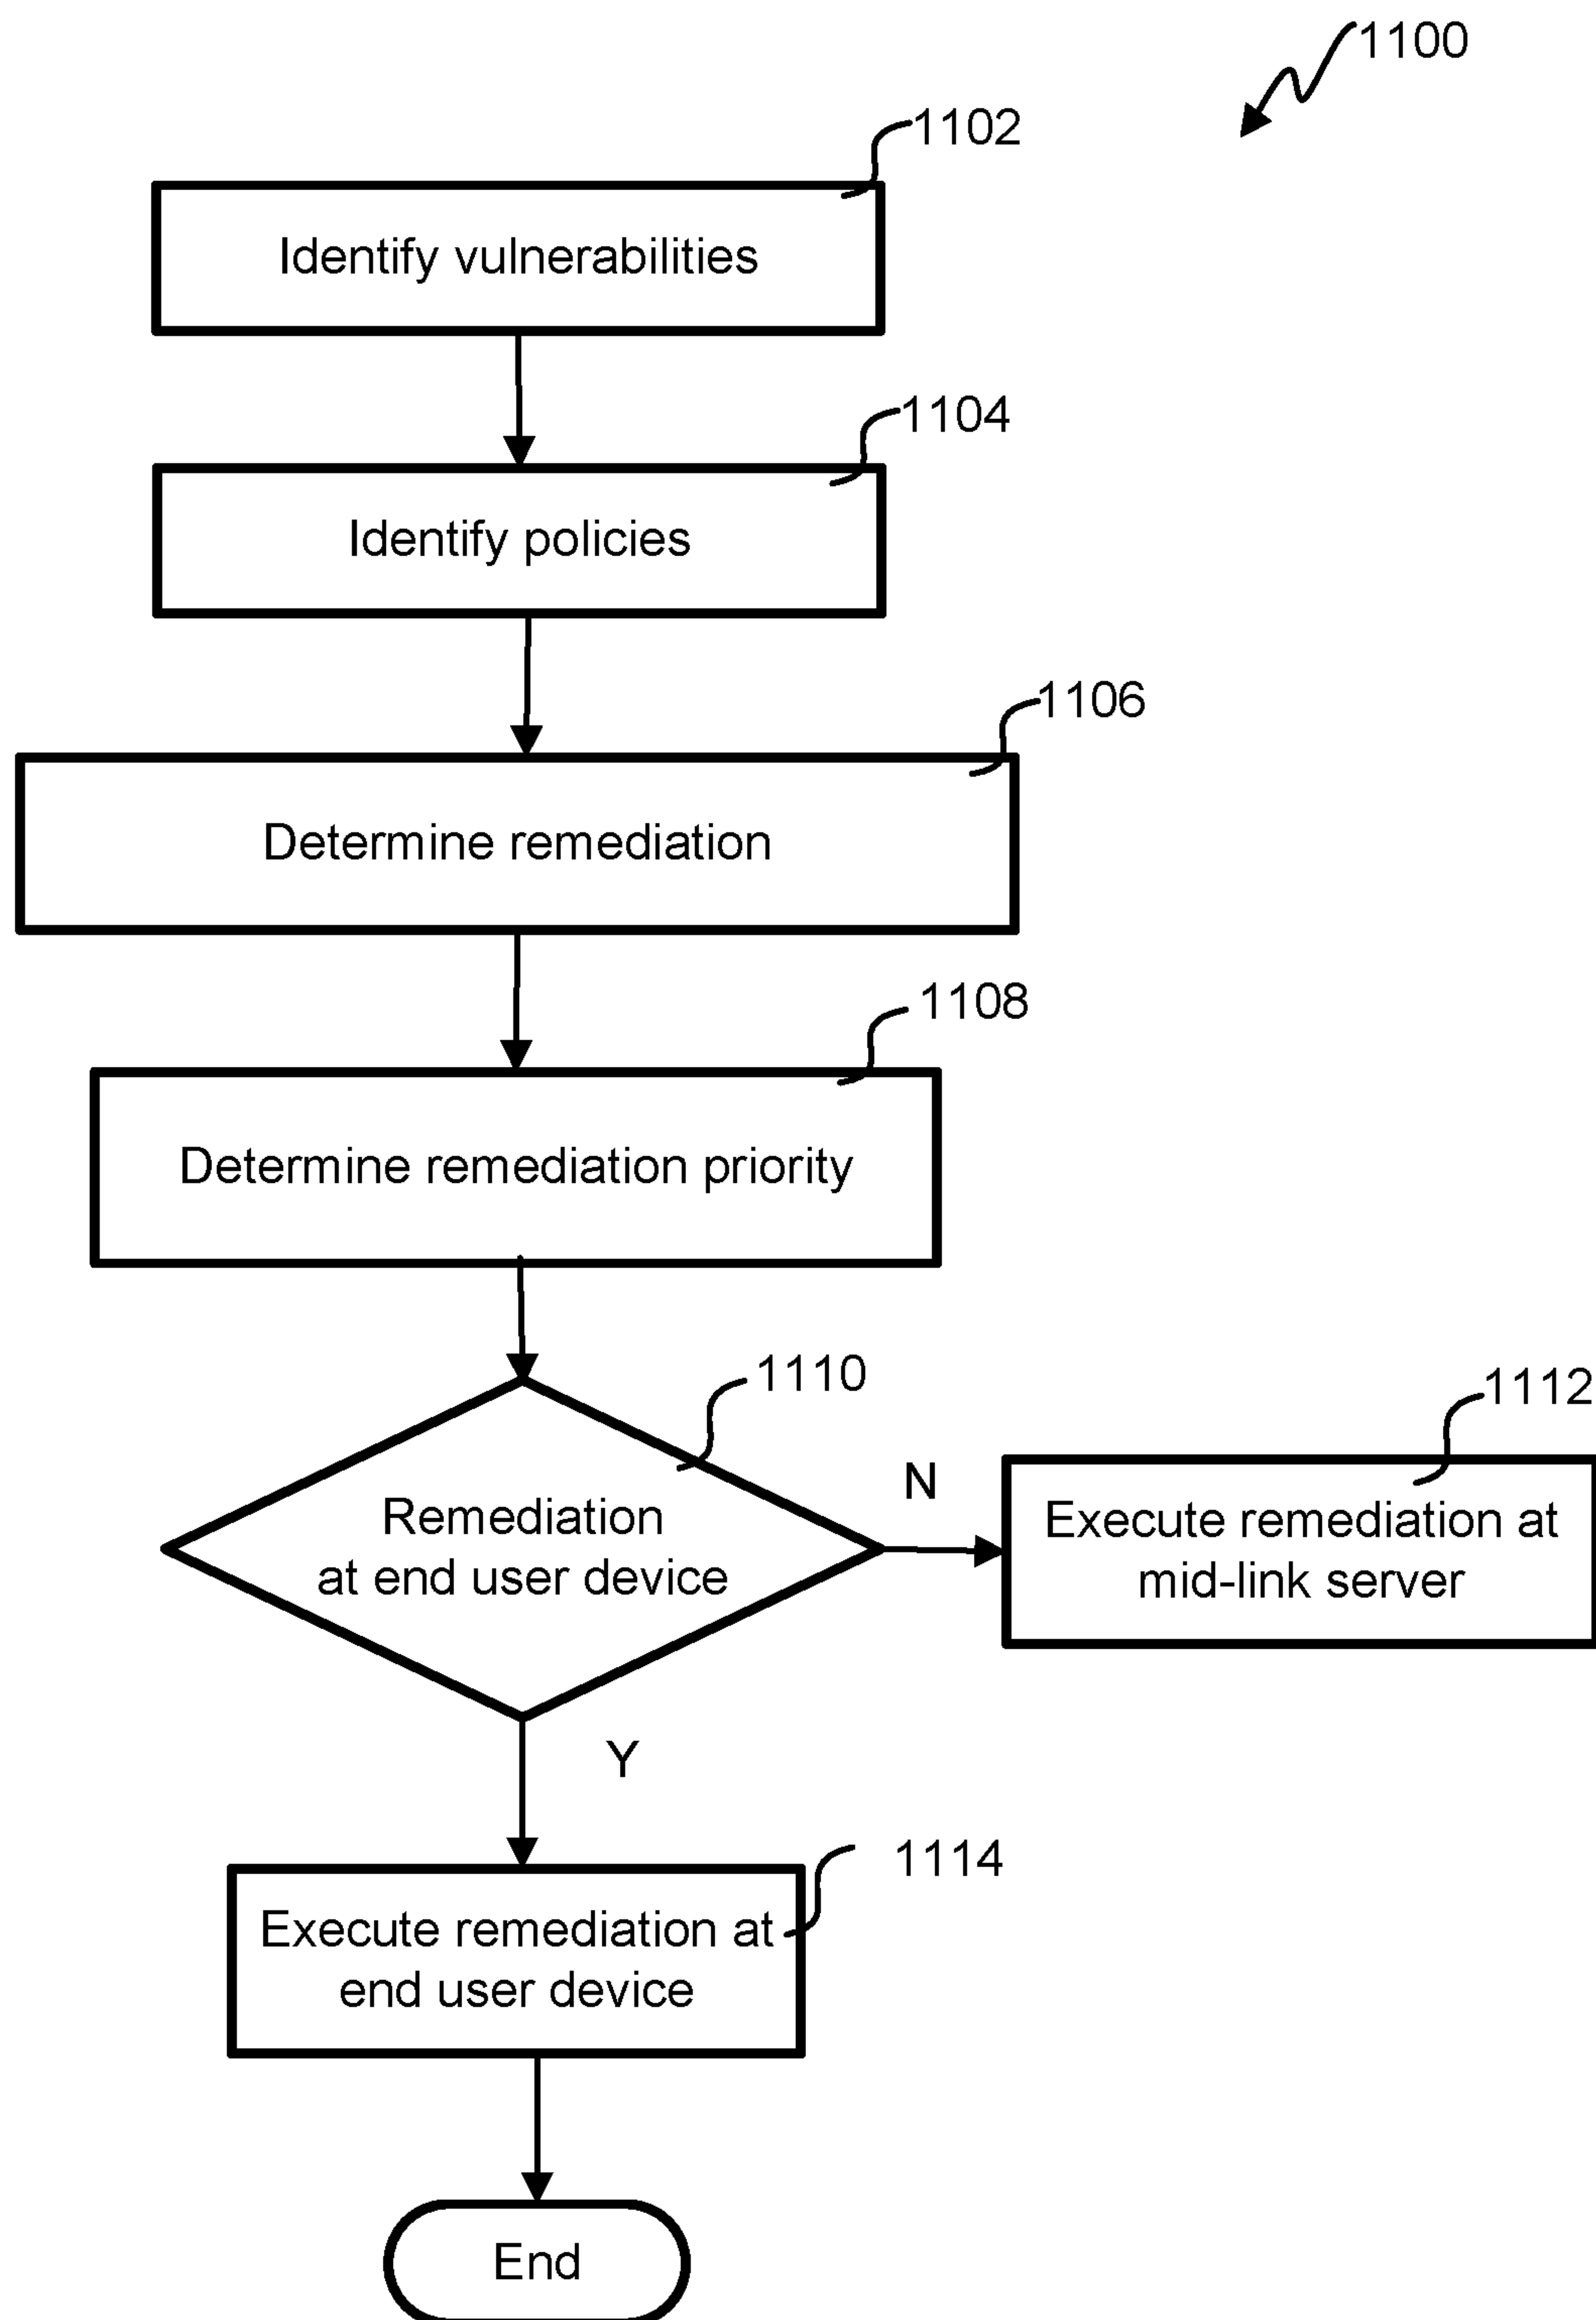 1100
1102
Identify vulnerabilities
1104
Identify policies
1106
Determine remediation
1108
Determine remediation priority
1110
Remediation
at end user device
N
1112
Execute remediation at
mid-link server
Y
1114
Execute remediation at
end user device
End